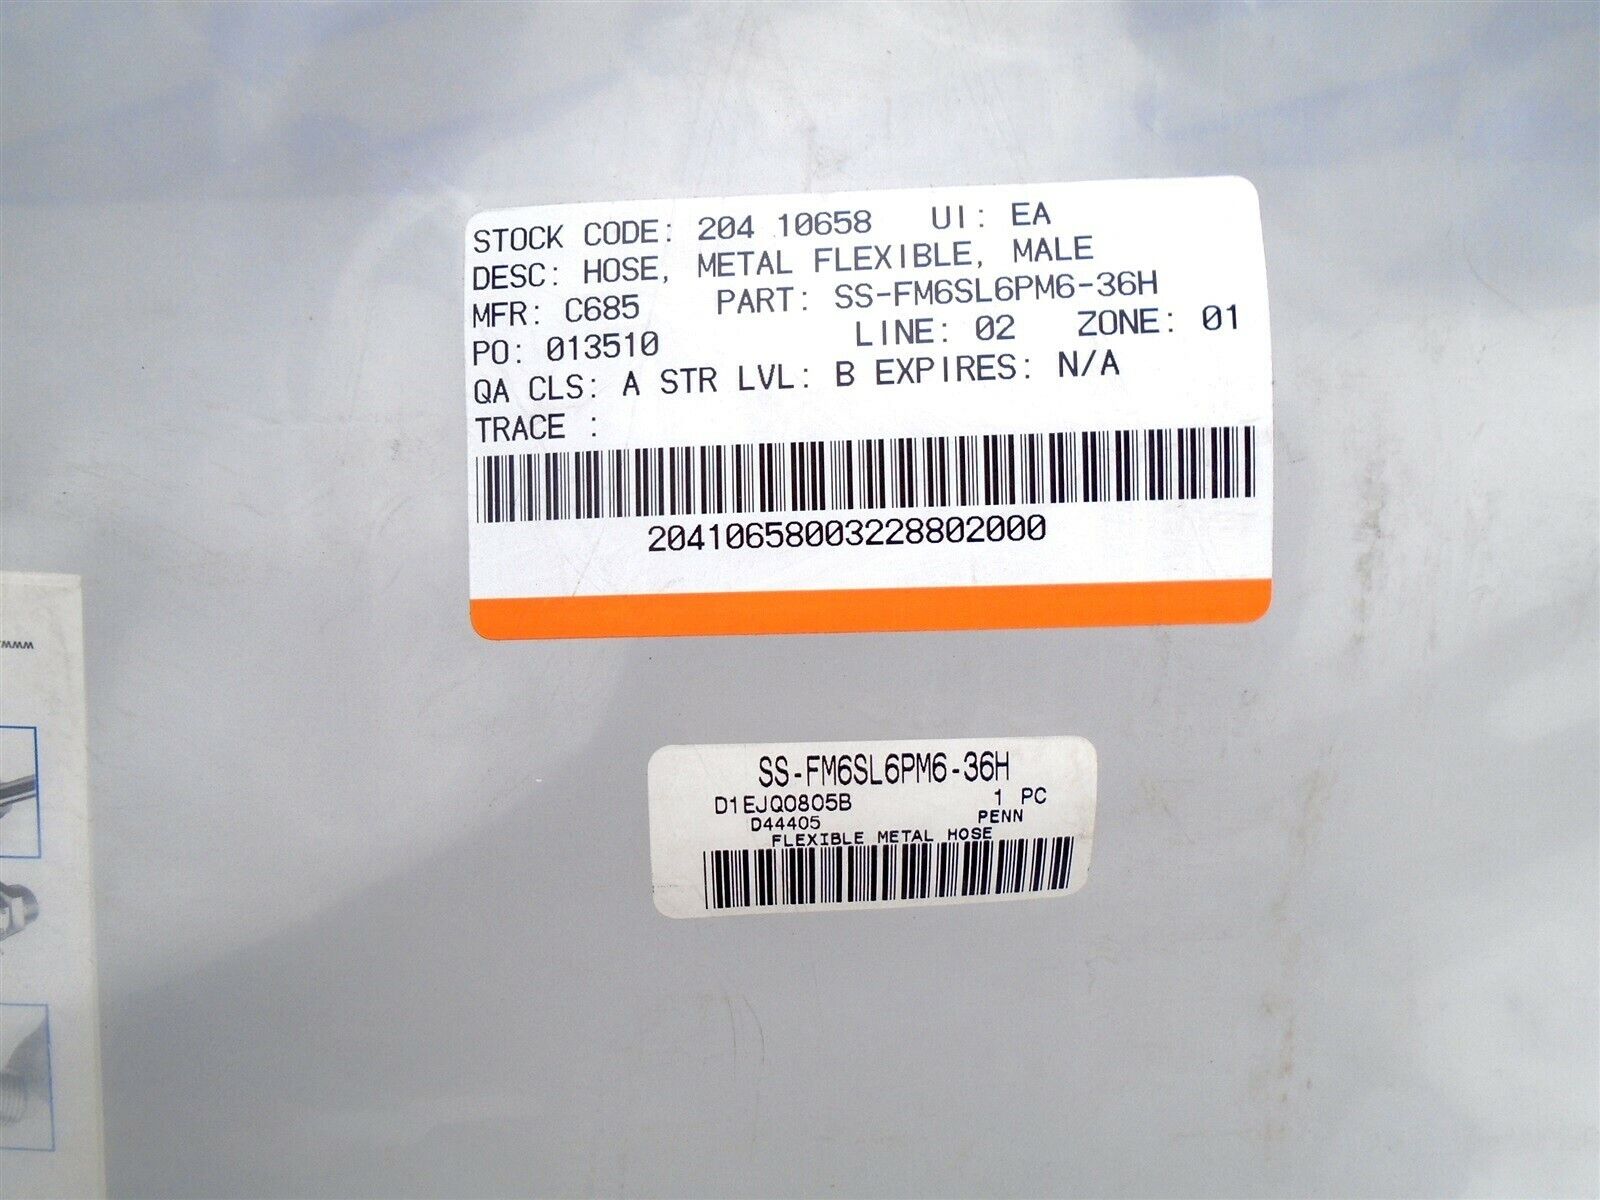 STOCK CODE: 204 10658 UI: EA
DESC: HOSE, METAL FLEXIBLE, MALE
MFR: C685 PART: SS-FM6SL6PM6-36H
PO: 013510 LINE: 02 ZONE: 01
QA CLS: A STR LVL: B EXPIRES: N/A
TRACE :
20410658003228802000
www.
SS-FM6SL6PM6-36H
D1EJQ0805B 1 PC
D44405 PENN
FLEXIBLE METAL HOSE